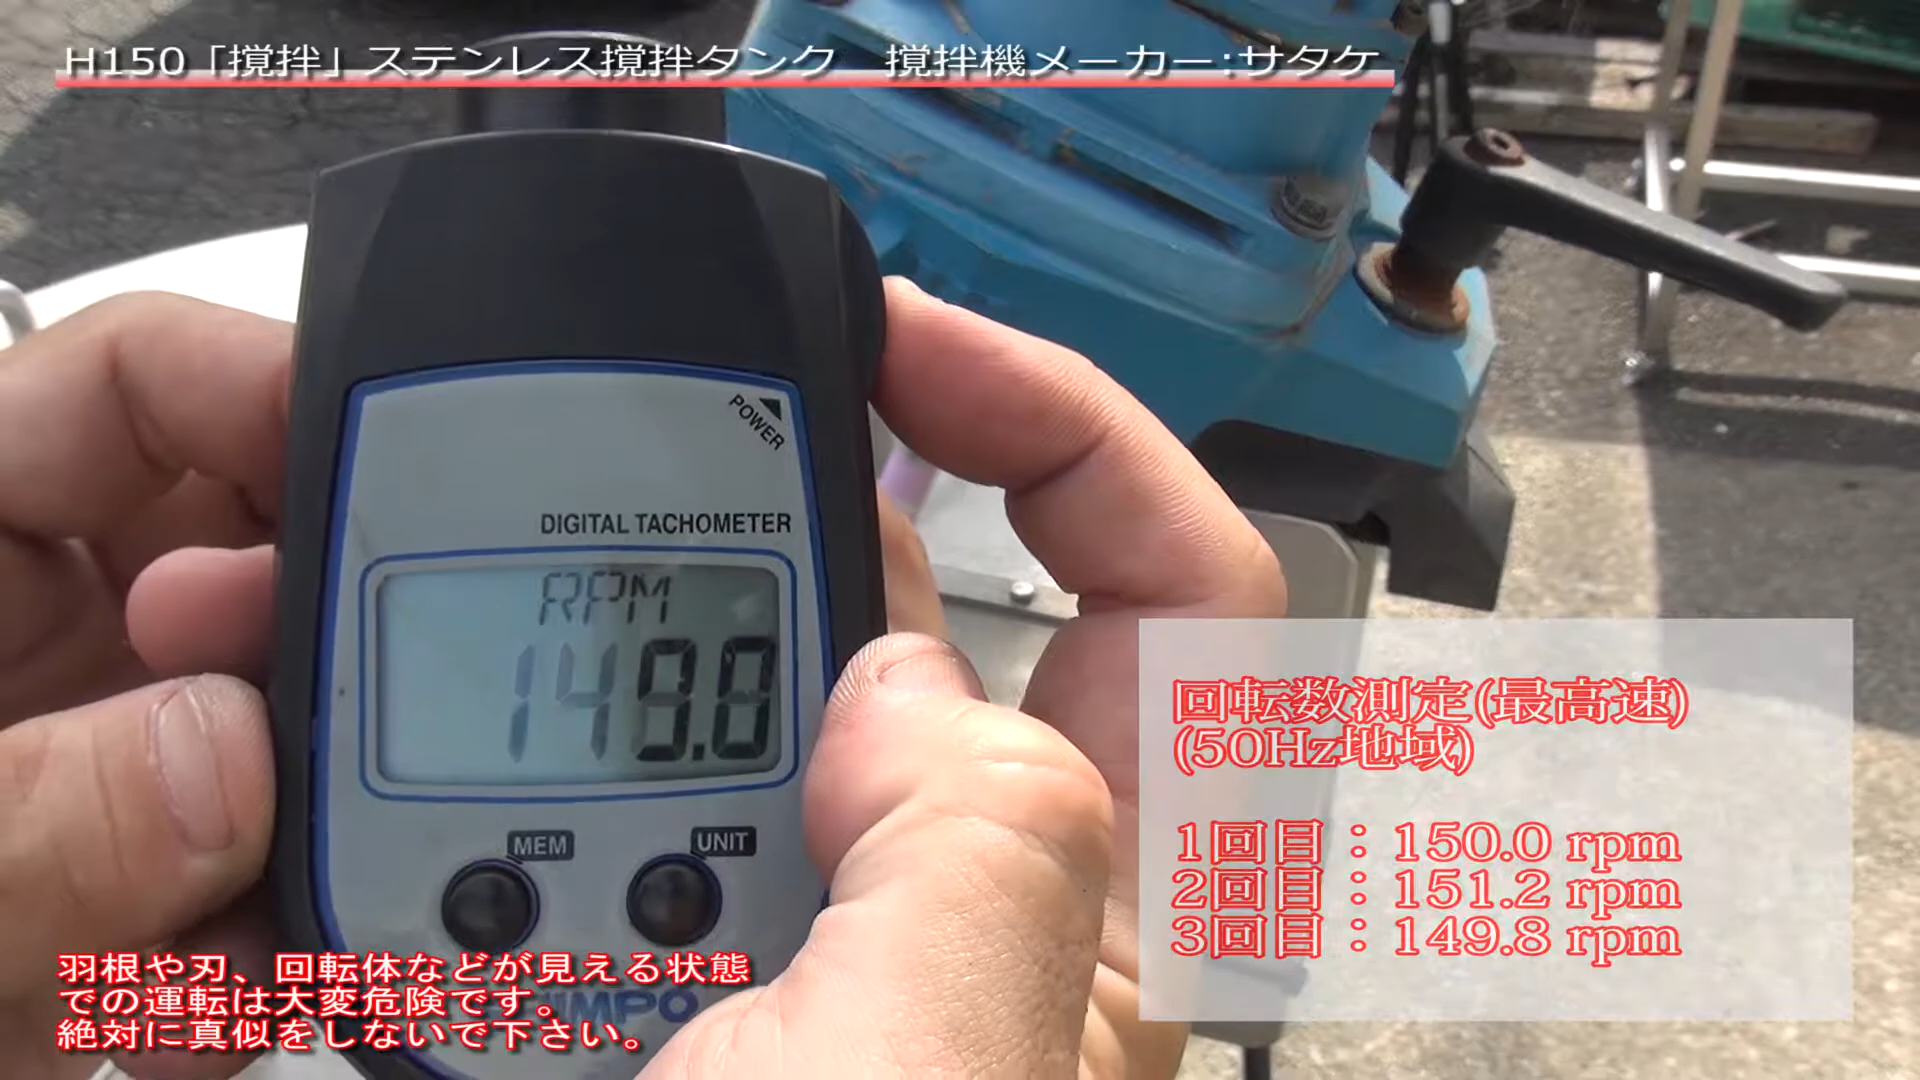 H150「撹拌」ステンレス撹拌タンク　撹拌機メーカー:サタケ
POWER
DIGITAL TACHOMETER
RPM
149.8
MEM
UNIT
回転数測定(最高速)
(50Hz地域)
1回目：150.0 rpm
2回目：151.2 rpm
3回目：149.8 rpm
羽根や刃、回転体などが見える状態
での運転は大変危険です。
絶対に真似をしないで下さい。